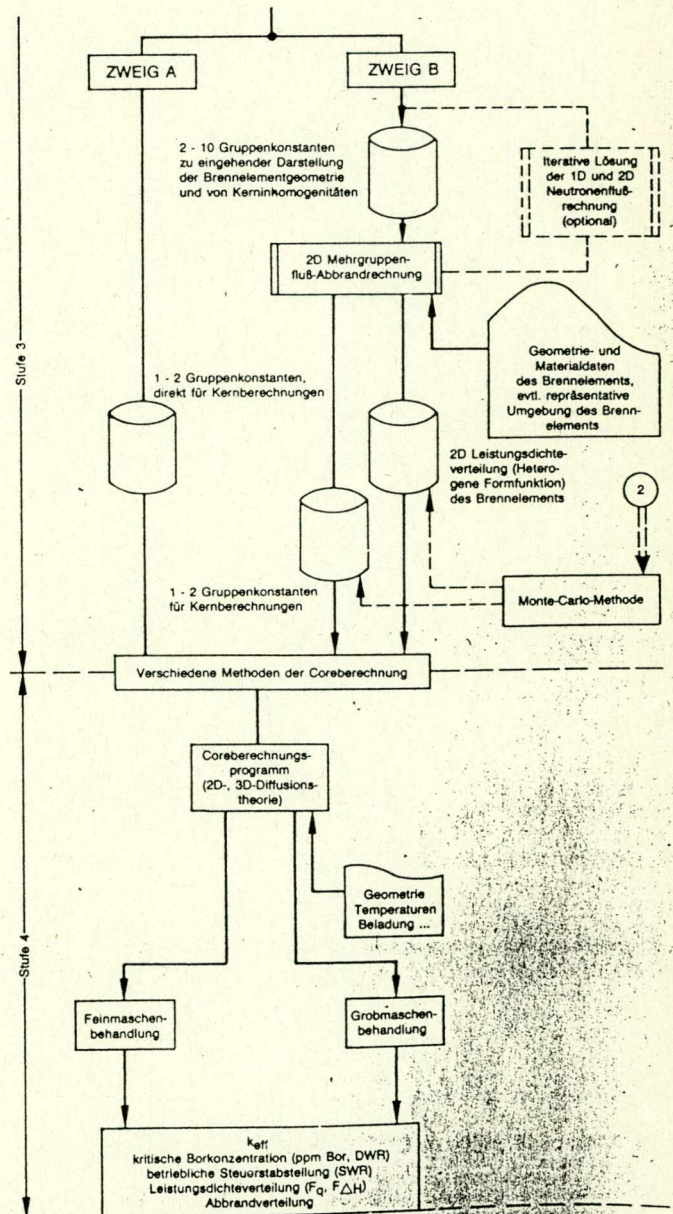 ZWEIG A
ZWEIG B
2 - 10 Gruppenkonstanten
zu eingehender Darstellung
der Brennelementgeometrie
und von Kerninkomogenitäten
Iterative Lösung
der 1D und 2D
Neutronenfluß-
rechnung
(optional)
2D Mehrgruppen-
fluß-Abbrandrechnung
Geometrie- und
Materialdaten
des Brennelements,
evtl. repräsentative
Umgebung des Brenn-
elements
Stufe 3
1 - 2 Gruppenkonstanten,
direkt für Kernberechnungen
2D Leistungsdichte-
verteilung (Hetero-
gene Formfunktion)
des Brennelements
2
1 - 2 Gruppenkonstanten
für Kernberechnungen
Monte-Carlo-Methode
Verschiedene Methoden der Coreberechnung
Coreberechnungs-
programm
(2D-, 3D-Diffusions-
theorie)
Geometrie
Temperaturen
Beladung ...
Stufe 4
Feinmaschen-
behandlung
Grobmaschen-
behandlung
keff
kritische Borkonzentration (ppm Bor, DWR)
betriebliche Steuerstabstellung (SWR)
Leistungsdichteverteilung (Fq, F△H)
Abbrandverteilung